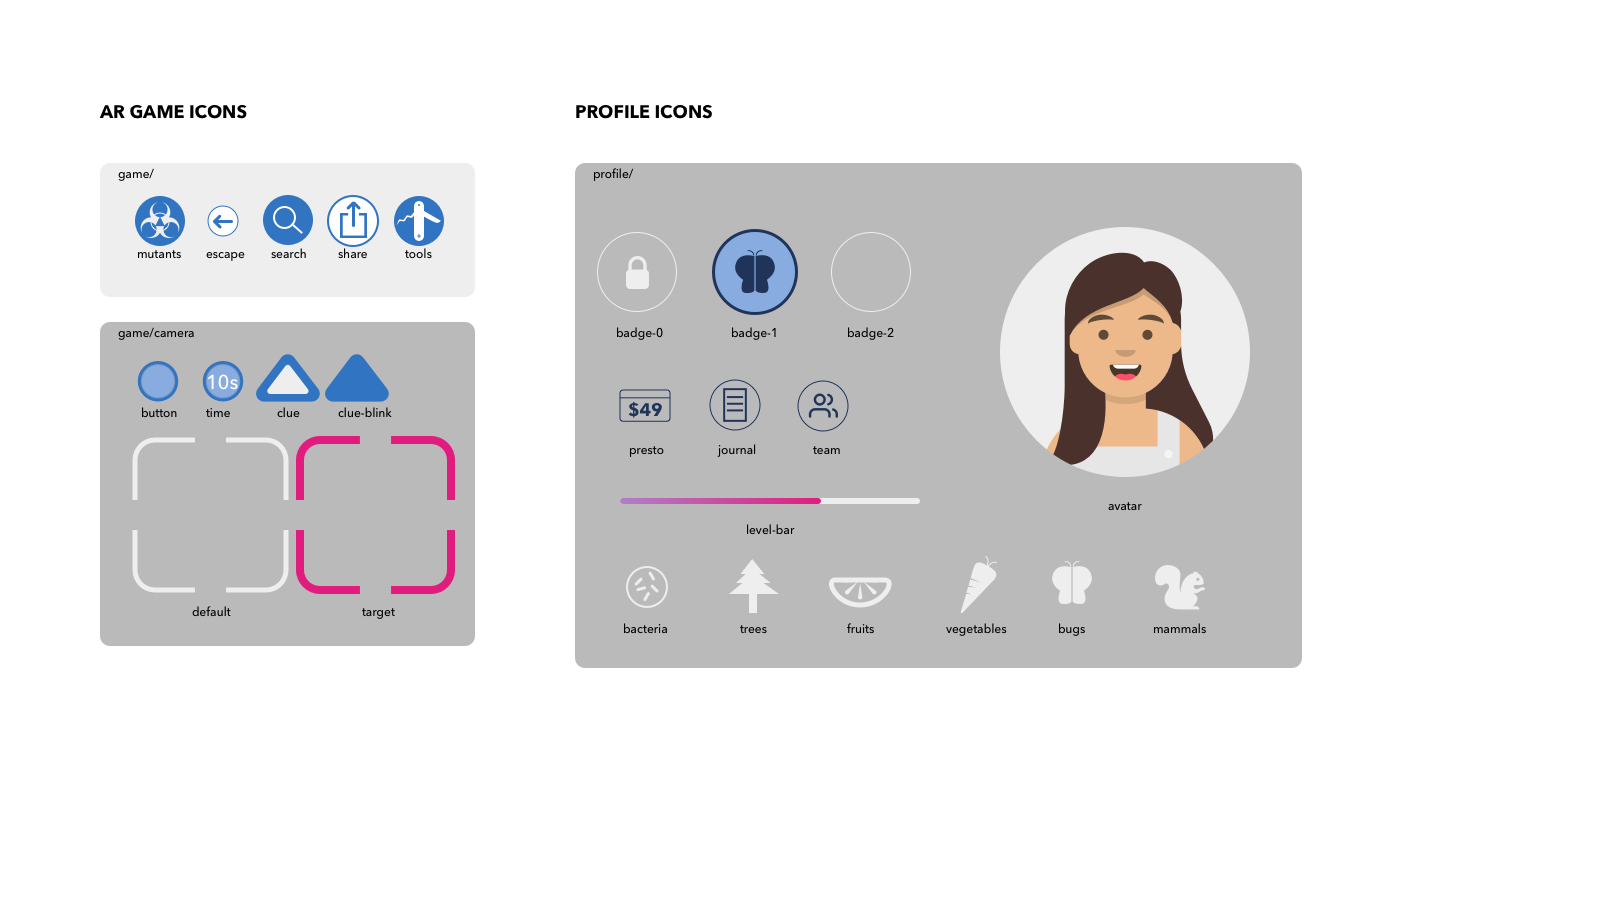 AR GAME ICONS
game/
mutants escape search share tools
game/camera
10s
button time clue clue-blink
default target
PROFILE ICONS
profile/
badge-0 badge-1 badge-2
$49
presto journal team
level-bar
avatar
bacteria trees fruits vegetables bugs mammals